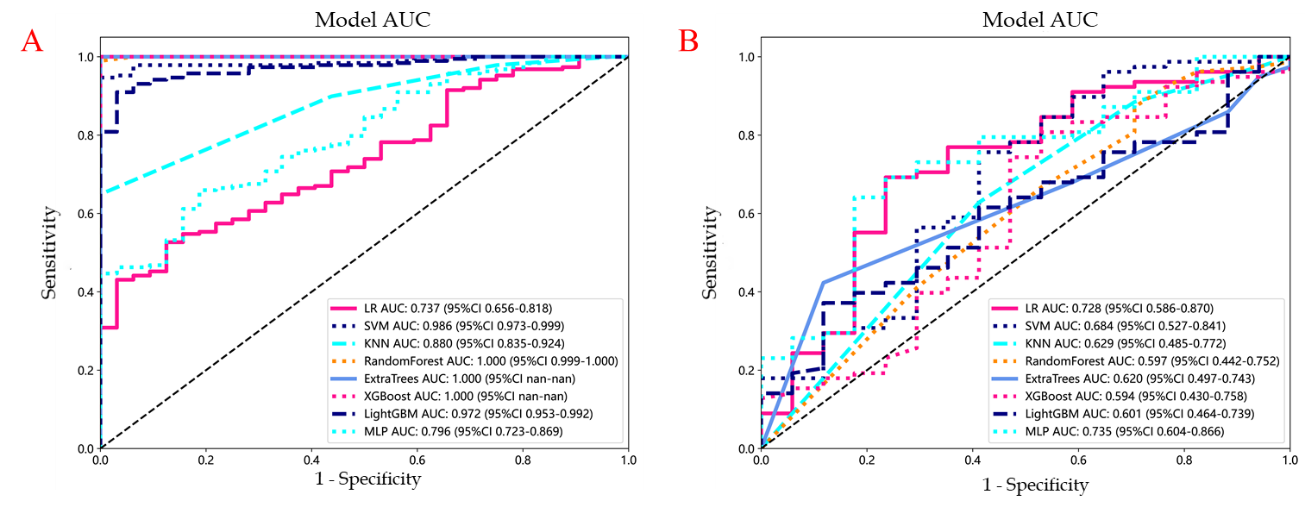 A
Model AUC
Sensitivity
1.0
0.8
0.6
0.4
0.2
0.0
LR AUC: 0.737 (95%CI 0.656-0.818)
SVM AUC: 0.986 (95%CI 0.973-0.999)
KNN AUC: 0.880 (95%CI 0.835-0.924)
RandomForest AUC: 1.000 (95%CI 0.999-1.000)
ExtraTrees AUC: 1.000 (95%CI nan-nan)
XGBoost AUC: 1.000 (95%CI nan-nan)
LightGBM AUC: 0.972 (95%CI 0.953-0.992)
MLP AUC: 0.796 (95%CI 0.723-0.869)
0.0 0.2 0.4 0.6 0.8 1.0
1 - Specificity
B
Model AUC
Sensitivity
1.0
0.8
0.6
0.4
0.2
0.0
LR AUC: 0.728 (95%CI 0.586-0.870)
SVM AUC: 0.684 (95%CI 0.527-0.841)
KNN AUC: 0.629 (95%CI 0.485-0.772)
RandomForest AUC: 0.597 (95%CI 0.442-0.752)
ExtraTrees AUC: 0.620 (95%CI 0.497-0.743)
XGBoost AUC: 0.594 (95%CI 0.430-0.758)
LightGBM AUC: 0.601 (95%CI 0.464-0.739)
MLP AUC: 0.735 (95%CI 0.604-0.866)
0.0 0.2 0.4 0.6 0.8 1.0
1 - Specificity